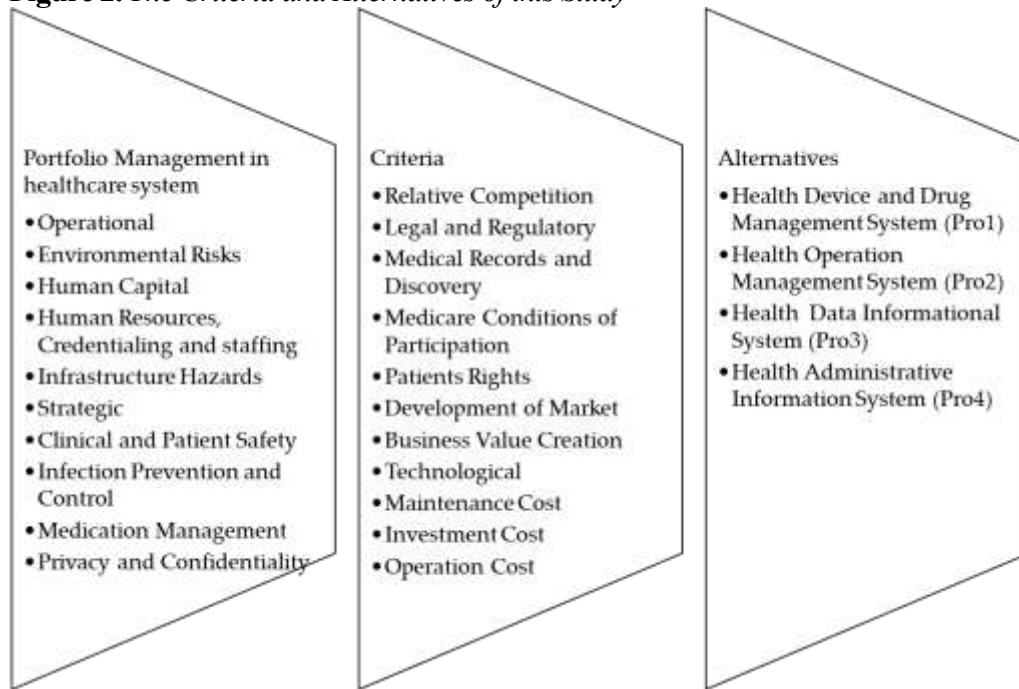 Figure 2. The Criteria and Alternatives of this Study
Portfolio Management in
healthcare system
•Operational
•Environmental Risks
•Human Capital
•Human Resources,
Credentialing and staffing
•Infrastructure Hazards
•Strategic
•Clinical and Patient Safety
•Infection Prevention and
Control
•Medication Management
•Privacy and Confidentiality
Criteria
•Relative Competition
•Legal and Regulatory
•Medical Records and
Discovery
•Medicare Conditions of
Participation
•Patients Rights
•Development of Market
•Business Value Creation
•Technological
•Maintenance Cost
•Investment Cost
•Operation Cost
Alternatives
•Health Device and Drug
Management System (Pro1)
•Health Operation
Management System (Pro2)
•Health Data Informational
System (Pro3)
•Health Administrative
Information System (Pro4)